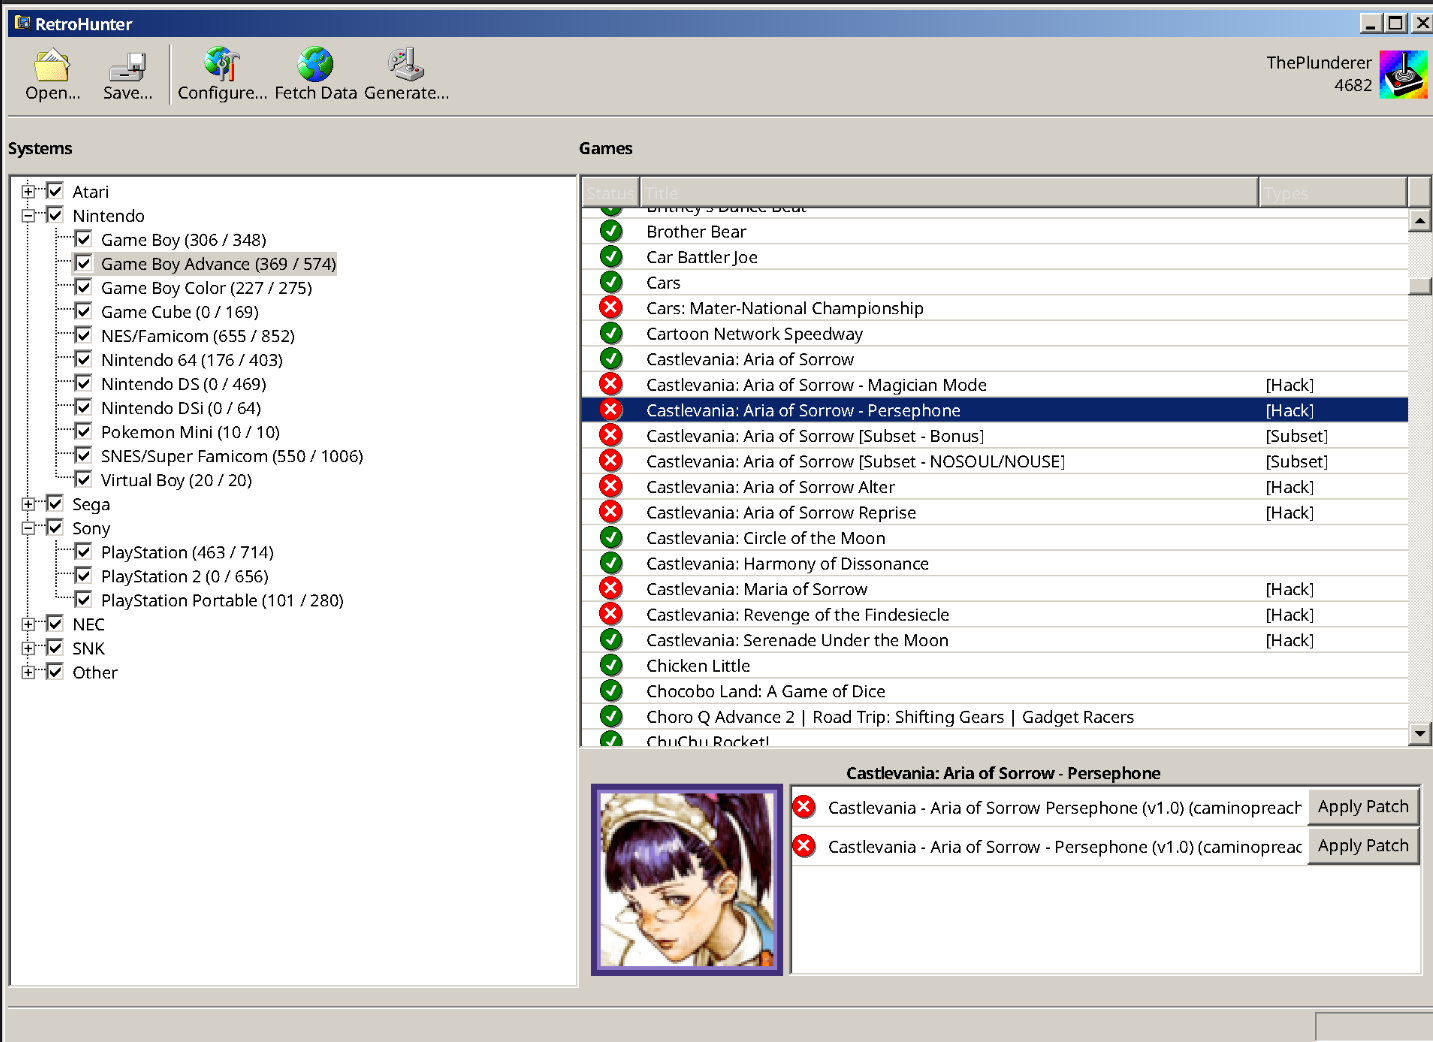 RetroHunter
Open...
Save...
Configure...
Fetch Data
Generate...
ThePlunderer
4682
Systems
Atari
Nintendo
Game Boy (306 / 348)
Game Boy Advance (369 / 574)
Game Boy Color (227 / 275)
Game Cube (0 / 169)
NES/Famicom (655 / 852)
Nintendo 64 (176 / 403)
Nintendo DS (0 / 469)
Nintendo DSi (0 / 64)
Pokemon Mini (10 / 10)
SNES/Super Famicom (550 / 1006)
Virtual Boy (20 / 20)
Sega
Sony
PlayStation (463 / 714)
PlayStation 2 (0 / 656)
PlayStation Portable (101 / 280)
NEC
SNK
Other
Games
Status Title Types
Britney's Dance Beat
Brother Bear
Car Battler Joe
Cars
Cars: Mater-National Championship
Cartoon Network Speedway
Castlevania: Aria of Sorrow
Castlevania: Aria of Sorrow - Magician Mode [Hack]
Castlevania: Aria of Sorrow - Persephone [Hack]
Castlevania: Aria of Sorrow [Subset - Bonus] [Subset]
Castlevania: Aria of Sorrow [Subset - NOSOUL/NOUSE] [Subset]
Castlevania: Aria of Sorrow Alter [Hack]
Castlevania: Aria of Sorrow Reprise [Hack]
Castlevania: Circle of the Moon
Castlevania: Harmony of Dissonance
Castlevania: Maria of Sorrow [Hack]
Castlevania: Revenge of the Findesiecle [Hack]
Castlevania: Serenade Under the Moon [Hack]
Chicken Little
Chocobo Land: A Game of Dice
Choro Q Advance 2 | Road Trip: Shifting Gears | Gadget Racers
ChuChu Rocket!
Castlevania: Aria of Sorrow - Persephone
Castlevania - Aria of Sorrow Persephone (v1.0) (caminopreach Apply Patch
Castlevania - Aria of Sorrow - Persephone (v1.0) (caminopreac Apply Patch